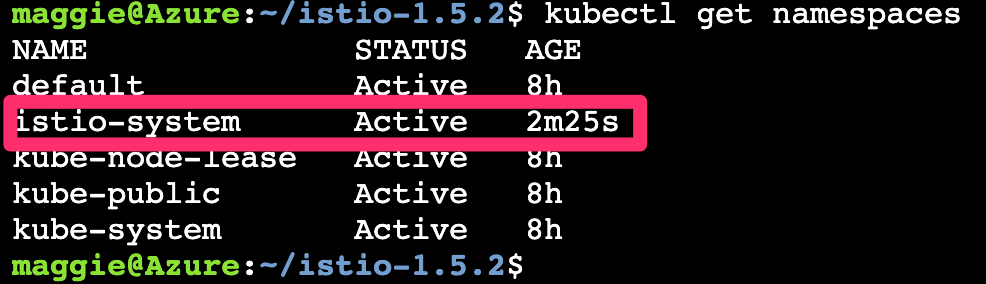 maggie@Azure:~/istio-1.5.2$ kubectl get namespaces
NAME STATUS AGE
default Active 8h
istio-system Active 2m25s
kube-node-lease Active 8h
kube-public Active 8h
kube-system Active 8h
maggie@Azure:~/istio-1.5.2$